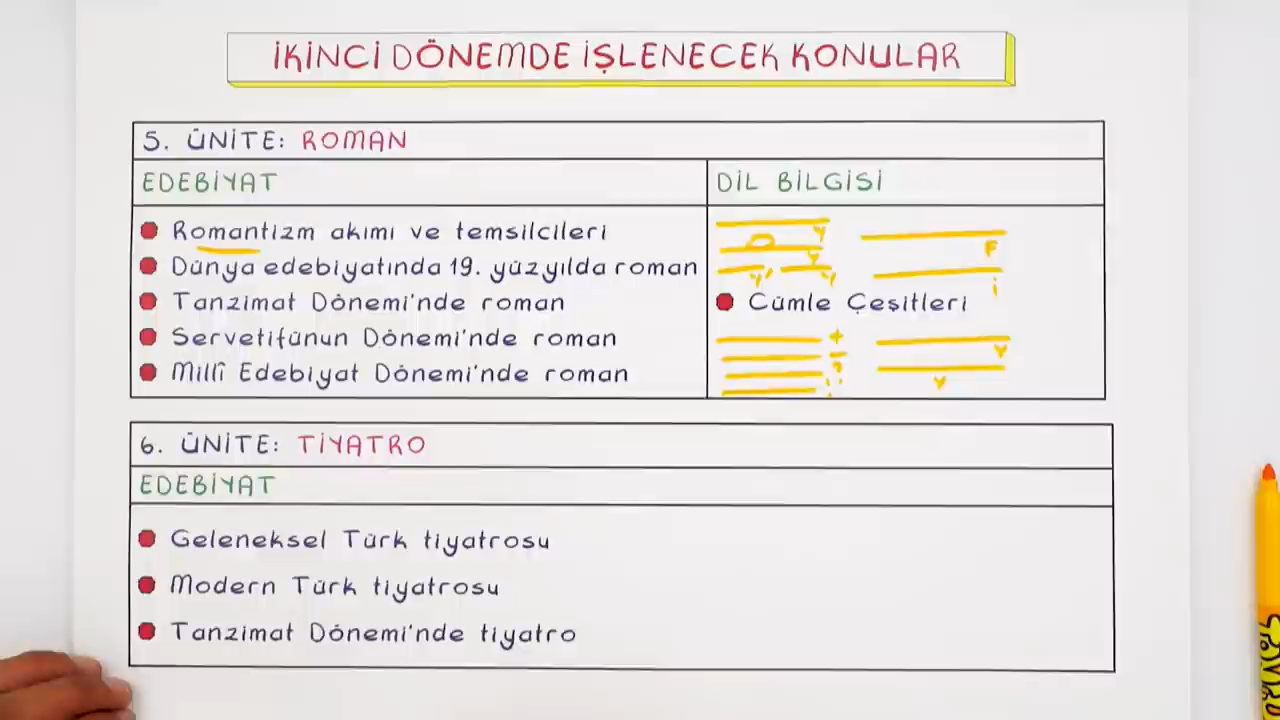 İKİNCİ DÖNEMDE İŞLENECEK KONULAR
5. ÜNİTE: ROMAN
EDEBİYAT
DİL BİLGİSİ
Romantizm akımı ve temsilcileri
Dünya edebiyatında 19. yüzyılda roman
Tanzimat Dönemi'nde roman
Servetifünun Dönemi'nde roman
Millî Edebiyat Dönemi'nde roman
Y
Y
Y Y
F
İ
Cümle Çeşitleri
+
-
?
!
Y
Y
6. ÜNİTE: TİYATRO
EDEBİYAT
Geleneksel Türk tiyatrosu
Modern Türk tiyatrosu
Tanzimat Dönemi'nde tiyatro